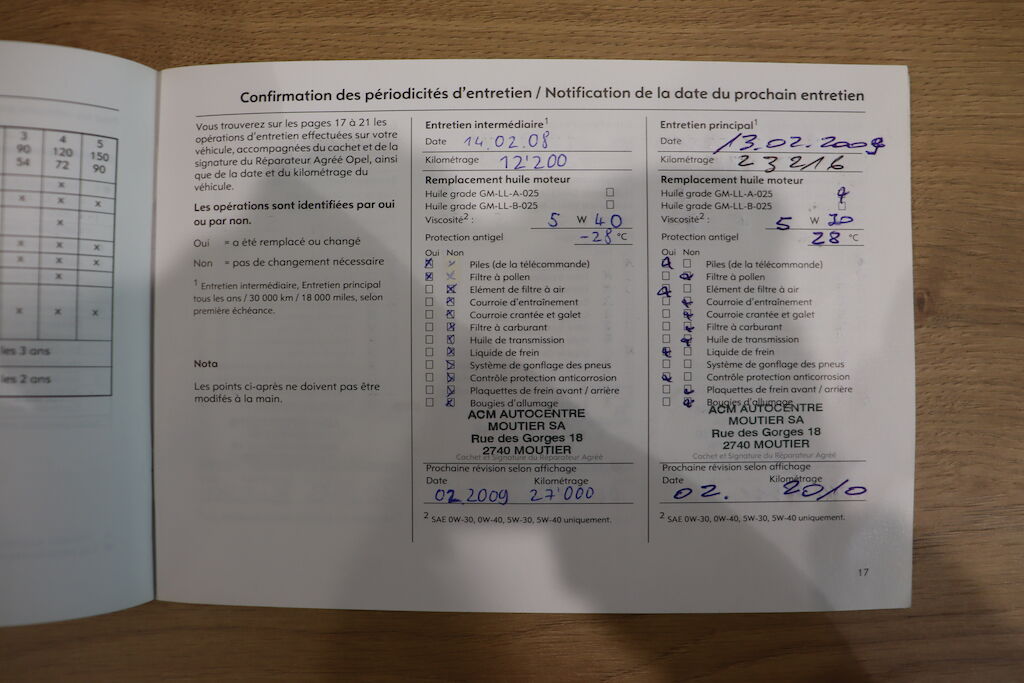 3
90
54
4
120
72
5
150
90
x
x x x
x
x x x
x x x
x
x x x
les 3 ans
les 2 ans
Confirmation des périodicités d'entretien / Notification de la date du prochain entretien
Vous trouverez sur les pages 17 à 21 les
opérations d'entretien effectuées sur votre
véhicule, accompagnées du cachet et de la
signature du Réparateur Agréé Opel, ainsi
que de la date et du kilométrage du
véhicule.
Les opérations sont identifiées par oui
ou par non.
Oui = a été remplacé ou changé
Non = pas de changement nécessaire
1 Entretien intermédiaire, Entretien principal
tous les ans / 30 000 km / 18 000 miles, selon
première échéance.
Nota
Les points ci-après ne doivent pas être
modifés à la main.
Entretien intermédiaire1
Date 14.02.08
Kilométrage 12'200
Remplacement huile moteur
Huile grade GM-LL-A-025
Huile grade GM-LL-B-025
Viscosité2 : 5 W 40
Protection antigel -28 °C
Oui Non
Piles (de la télécommande)
Filtre à pollen
Elément de filtre à air
Courroie d'entraînement
Courroie crantée et galet
Filtre à carburant
Huile de transmission
Liquide de frein
Système de gonflage des pneus
Contrôle protection anticorrosion
Plaquettes de frein avant / arrière
Bougies d'allumage
ACM AUTOCENTRE
MOUTIER SA
Rue des Gorges 18
2740 MOUTIER
Cachet et Signature du Réparateur Agréé
Prochaine révision selon affichage
Date Kilométrage
02.2009 27'000
2 SAE 0W-30, 0W-40, 5W-30, 5W-40 uniquement.
Entretien principal1
Date 13.02.2009
Kilométrage 23216
Remplacement huile moteur
Huile grade GM-LL-A-025
Huile grade GM-LL-B-025
Viscosité2 : 5 W 30
Protection antigel 28 °C
Oui Non
Piles (de la télécommande)
Filtre à pollen
Elément de filtre à air
Courroie d'entraînement
Courroie crantée et galet
Filtre à carburant
Huile de transmission
Liquide de frein
Système de gonflage des pneus
Contrôle protection anticorrosion
Plaquettes de frein avant / arrière
Bougies d'allumage
ACM AUTOCENTRE
MOUTIER SA
Rue des Gorges 18
2740 MOUTIER
Cachet et Signature du Réparateur Agréé
Prochaine révision selon affichage
Date Kilométrage
02. 2010
2 SAE 0W-30, 0W-40, 5W-30, 5W-40 uniquement.
17